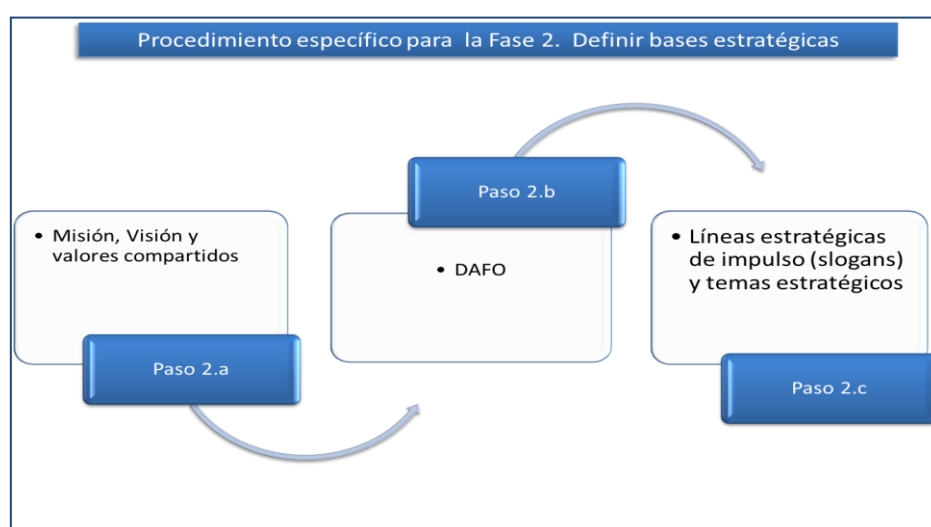 Procedimiento específico para  la Fase 2.  Definir bases estratégicas
• Misión, Visión y
valores compartidos
Paso 2.a
Paso 2.b
• DAFO
• Líneas estratégicas
de impulso (slogans)
y temas estratégicos
Paso 2.c